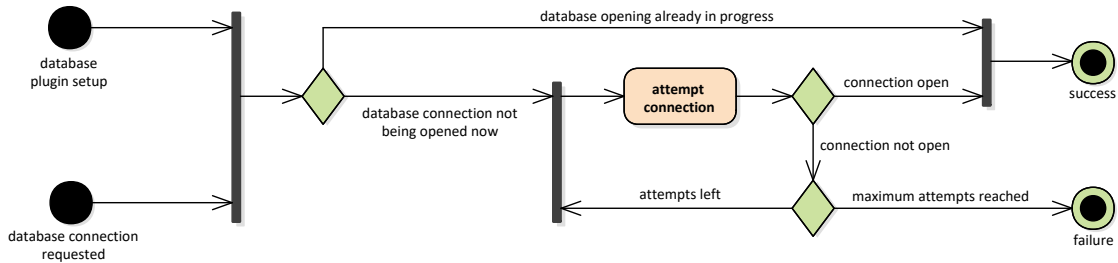 database opening already in progress
database
plugin setup
attempt
connection
connection open
success
database connection not
being opened now
connection not open
attempts left
maximum attempts reached
database connection
requested
failure